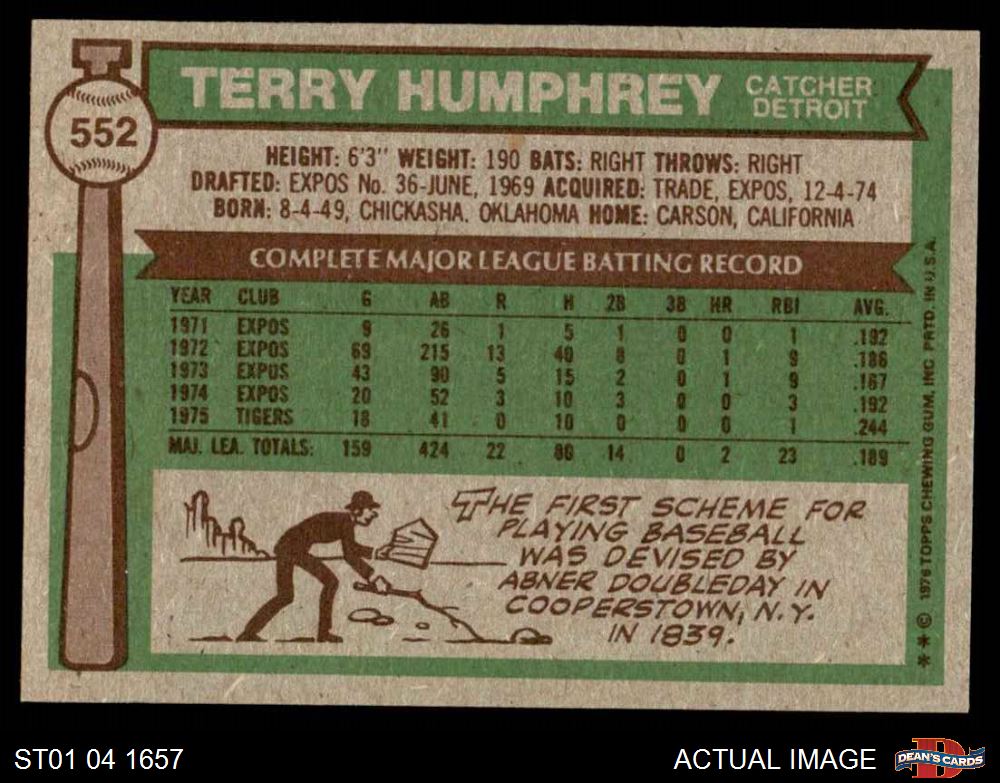 552
TERRY HUMPHREY
CATCHER
DETROIT
HEIGHT: 6'3" WEIGHT: 190 BATS: RIGHT THROWS: RIGHT
DRAFTED: EXPOS No. 36-JUNE, 1969 ACQUIRED: TRADE, EXPOS, 12-4-74
BORN: 8-4-49, CHICKASHA, OKLAHOMA HOME: CARSON, CALIFORNIA
COMPLETE MAJOR LEAGUE BATTING RECORD
YEAR CLUB G AB R H 2B 3B HR RBI AVG.
1971 EXPOS 9 26 1 5 1 0 0 1 .192
1972 EXPOS 69 215 13 40 8 0 1 9 .186
1973 EXPOS 43 90 5 15 2 0 1 9 .167
1974 EXPOS 20 52 3 10 3 0 0 3 .192
1975 TIGERS 18 41 0 10 0 0 0 1 .244
MAJ. LEA. TOTALS: 159 424 22 80 14 0 2 23 .189
THE FIRST SCHEME FOR
PLAYING BASEBALL
WAS DEVISED BY
ABNER DOUBLEDAY IN
COOPERSTOWN, N.Y.
IN 1839.
* * © 1976 TOPPS CHEWING GUM, INC. PRTD. IN U.S.A.
ST01 04 1657
ACTUAL IMAGE
D
DEAN'S CARDS